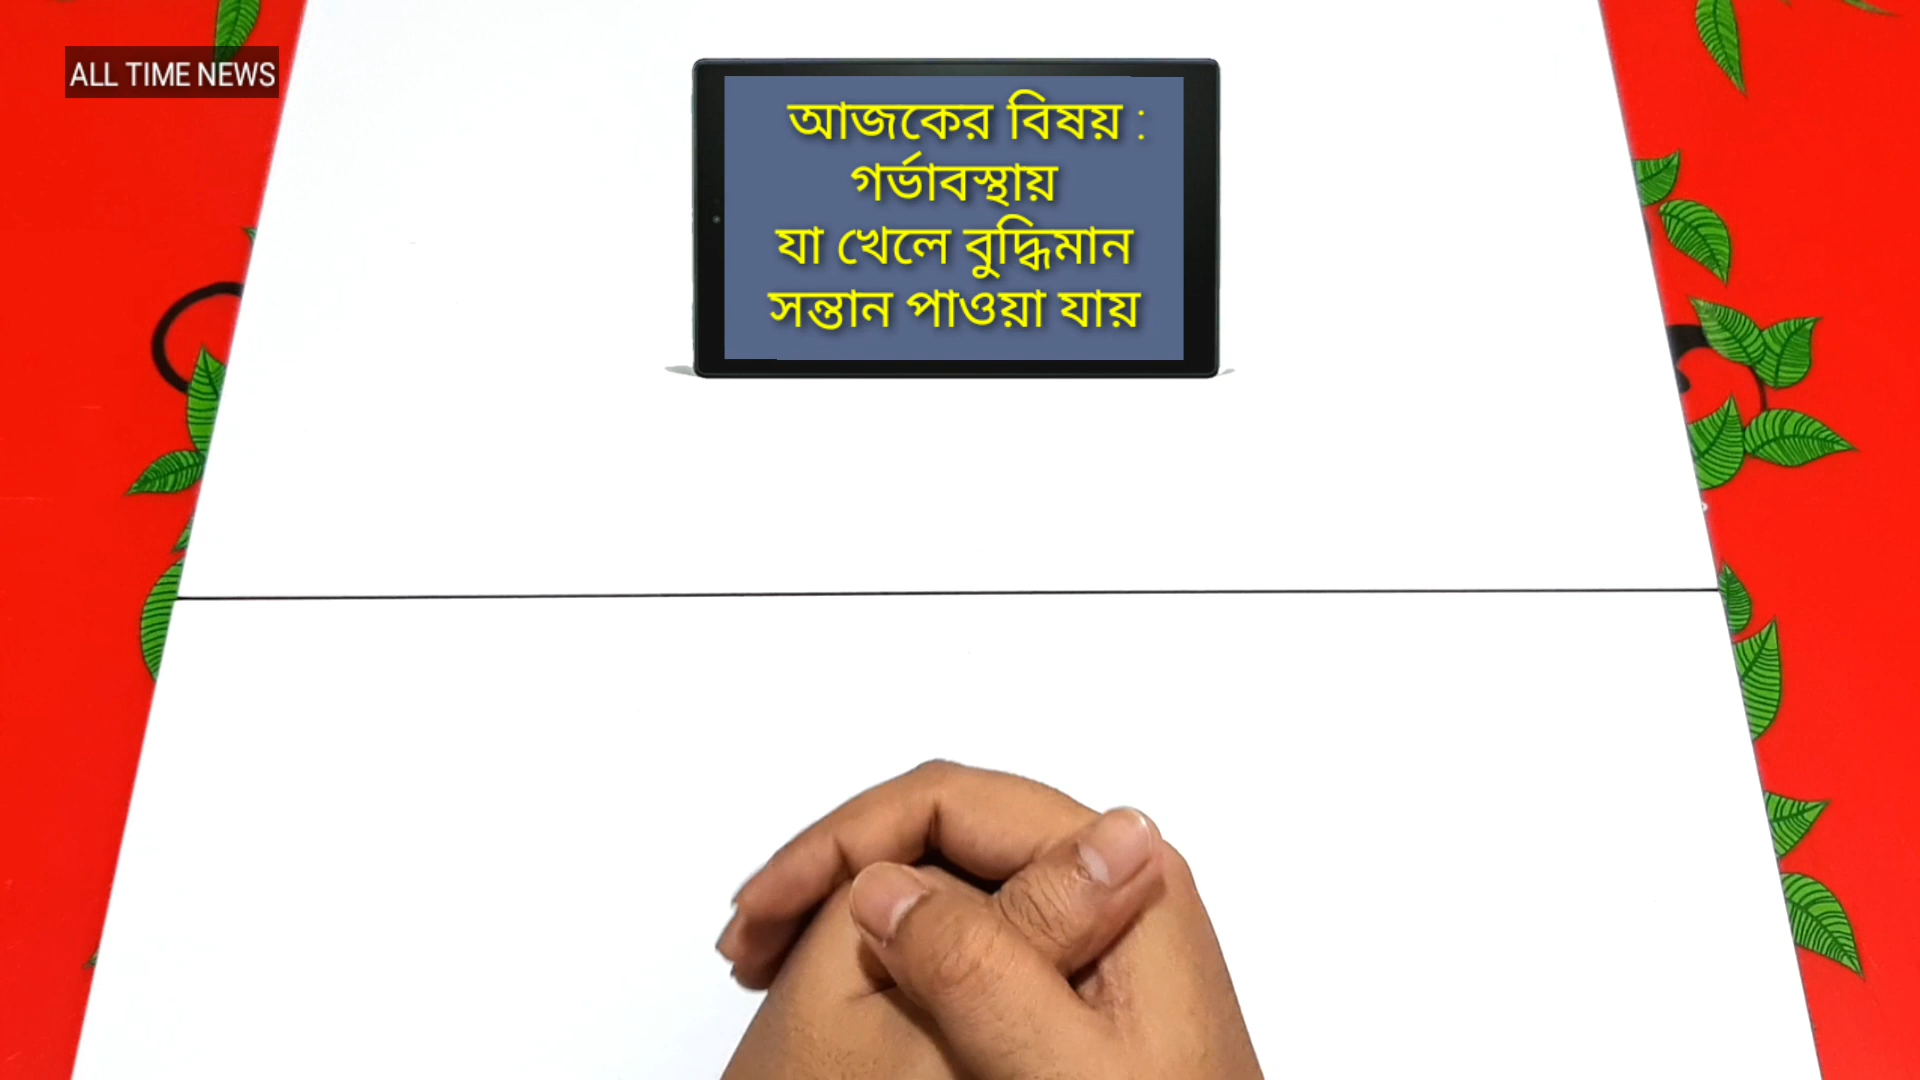 ALL TIME NEWS
আজকের বিষয় :
গর্ভাবস্থায়
যা খেলে বুদ্ধিমান
সন্তান পাওয়া যায়